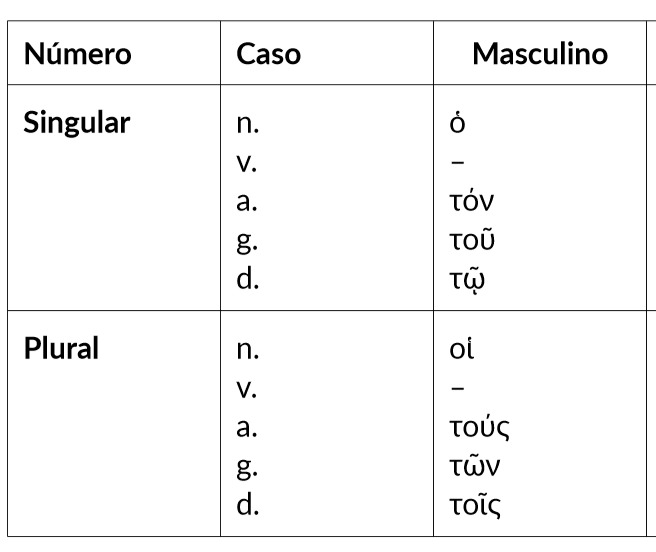 Número Caso Masculino
Singular n. ὁ
v. –
a. τόν
g. τοῦ
d. τῷ
Plural n. οἱ
v. –
a. τούς
g. τῶν
d. τοῖς